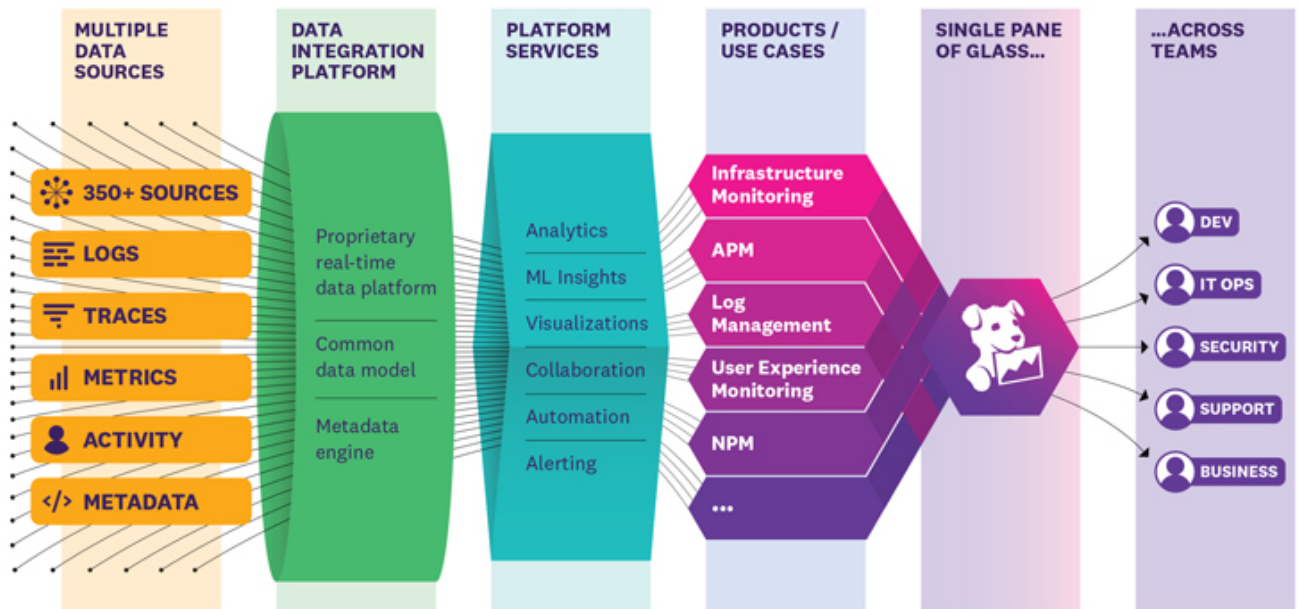 MULTIPLE
DATA
SOURCES
350+ SOURCES
LOGS
TRACES
METRICS
ACTIVITY
</> METADATA
DATA
INTEGRATION
PLATFORM
Proprietary
real-time
data platform
Common
data model
Metadata
engine
PLATFORM
SERVICES
Analytics
ML Insights
Visualizations
Collaboration
Automation
Alerting
PRODUCTS /
USE CASES
Infrastructure
Monitoring
APM
Log
Management
User Experience
Monitoring
NPM
...
SINGLE PANE
OF GLASS...
...ACROSS
TEAMS
DEV
IT OPS
SECURITY
SUPPORT
BUSINESS